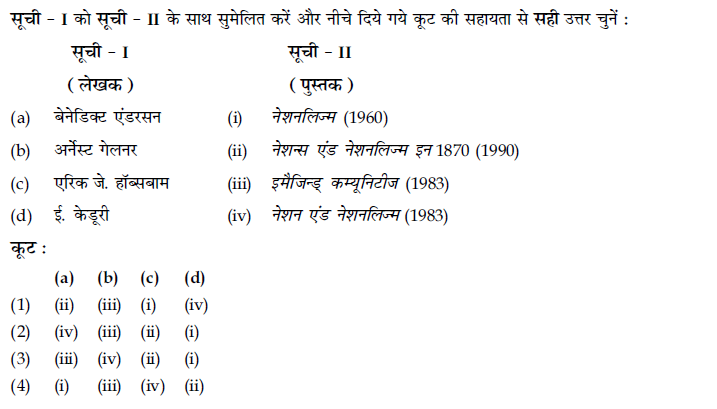 सूची - I को सूची - II के साथ सुमेलित करें और नीचे दिये गये कूट की सहायता से सही उत्तर चुनें :
सूची - I सूची - II
( लेखक ) ( पुस्तक )
(a) बेनेडिक्ट एंडरसन (i) नेशनलिज्म (1960)
(b) अर्नेस्ट गेलनर (ii) नेशन्स एंड नेशनलिज्म इन 1870 (1990)
(c) एरिक जे. हॉब्सबाम (iii) इमैजिन्ड् कम्यूनिटीज (1983)
(d) ई. केडूरी (iv) नेशन एंड नेशनलिज्म (1983)
कूट :
(a) (b) (c) (d)
(1) (ii) (iii) (i) (iv)
(2) (iv) (iii) (ii) (i)
(3) (iii) (iv) (ii) (i)
(4) (i) (iii) (iv) (ii)